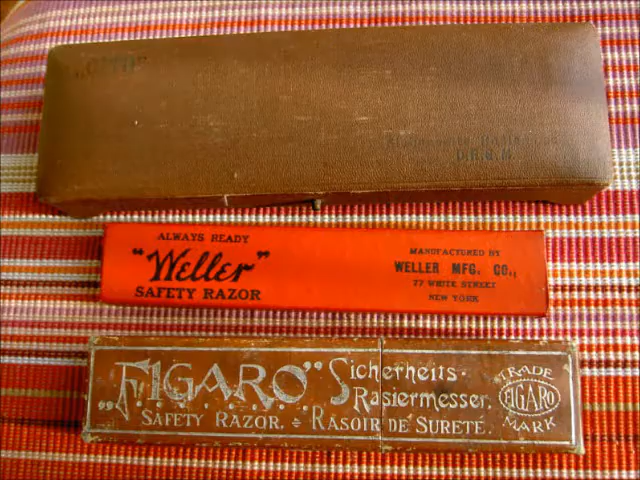 D.R.G.M.
ALWAYS READY
"Weller"
SAFETY RAZOR
MANUFACTURED BY
WELLER MFG. CO.,
77 WHITE STREET
NEW YORK
„FIGARO" Sicherheits-
Rasiermesser.
SAFETY RAZOR. ÷ RASOIR DE SURETÉ.
TRADE
FIGARO
MARK